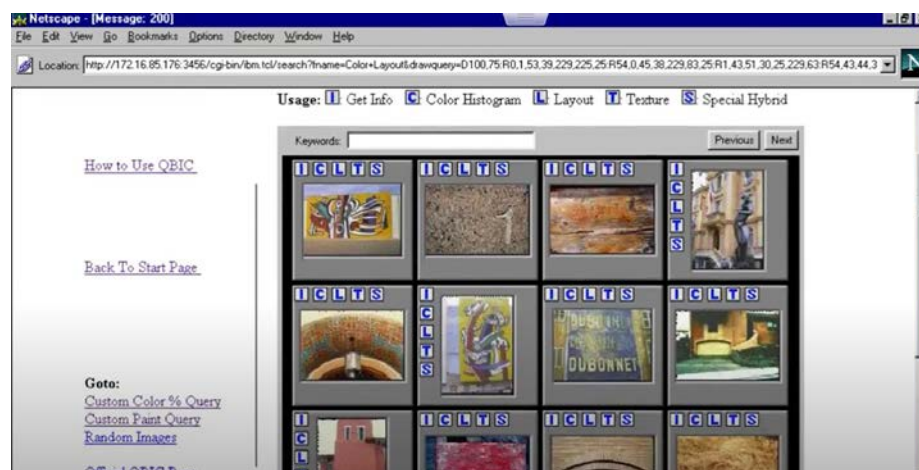 Netscape - [Message: 200]
File Edit View Go Bookmarks Options Directory Window Help
Location: http://172.16.85.176:3456/cgi-bin/ibm.tcl/search?fname=Color+Layout&drawquery=D100,75:R0,1,53,39,229,225,25:R54,0,45,38,229,83,25:R1,43,51,30,25,229,63:R54,43,44,3
N
Usage: I: Get Info C: Color Histogram L: Layout T: Texture S: Special Hybrid
Keywords: Previous Next
How to Use QBIC
Back To Start Page
Goto:
Custom Color % Query
Custom Paint Query
Random Images
I C L T S
I C L T S
I C L T S
I
C
L
T
S
I C L T S
I
C
L
T
S
I C L T S
DUBONNET
I C L T S
I
C
L
I C L T S
I C L T S
I C L T S